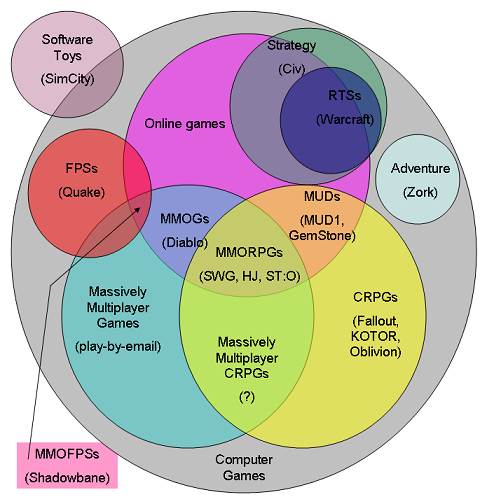 Software
Toys
(SimCity)
Strategy
(Civ)
RTSs
(Warcraft)
Online games
FPSs
(Quake)
Adventure
(Zork)
MUDs
(MUD1,
GemStone)
MMOGs
(Diablo)
MMORPGs
(SWG, HJ, ST:O)
Massively
Multiplayer
Games
(play-by-email)
CRPGs
(Fallout,
KOTOR,
Oblivion)
Massively
Multiplayer
CRPGs
(?)
MMOFPSs
(Shadowbane)
Computer
Games